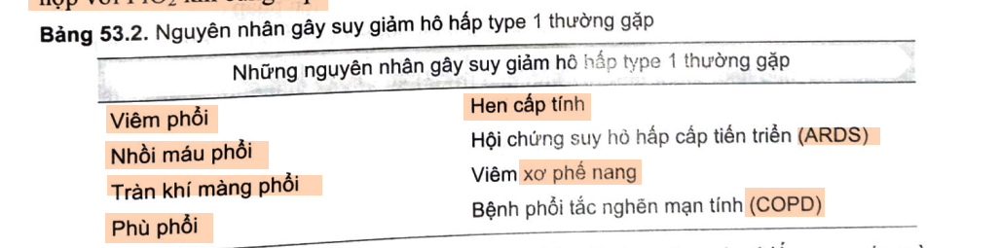 Bảng 53.2. Nguyên nhân gây suy giảm hô hấp type 1 thường gặp
Những nguyên nhân gây suy giảm hô hấp type 1 thường gặp
Viêm phổi
Nhồi máu phổi
Tràn khí màng phổi
Phù phổi
Hen cấp tính
Hội chứng suy hô hấp cấp tiến triển (ARDS)
Viêm xơ phế nang
Bệnh phổi tắc nghẽn mạn tính (COPD)